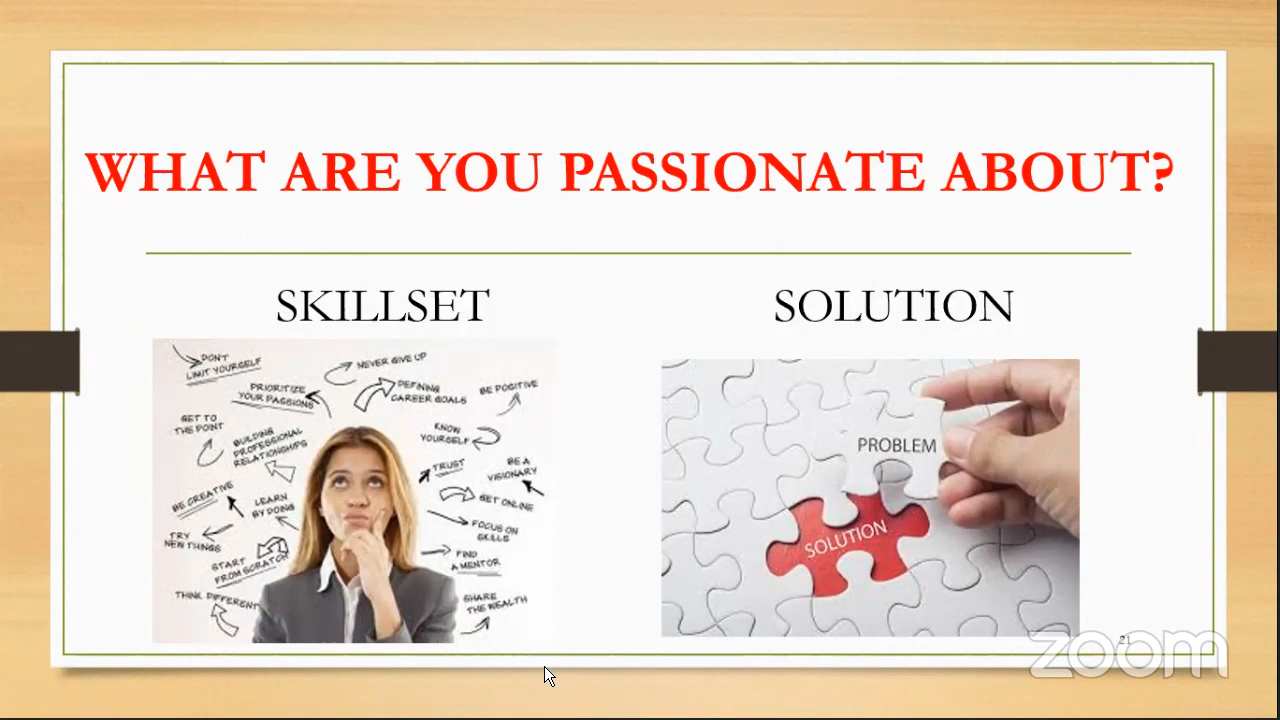 WHAT ARE YOU PASSIONATE ABOUT?
SKILLSET
DON'T
LIMIT YOURSELF
NEVER GIVE UP
PRIORITIZE
YOUR PASSIONS
DEFINING
CAREER GOALS
BE POSITIVE
GET TO
THE POINT
BUILDING
PROFESSIONAL
RELATIONSHIPS
KNOW
YOURSELF
TRUST
BE A
VISIONARY
BE CREATIVE
LEARN
BY DOING
GET ONLINE
TRY
NEW THINGS
FOCUS ON
SKILLS
START
FROM SCRATCH
FIND
A MENTOR
THINK DIFFERENT
SHARE
THE WEALTH
SOLUTION
PROBLEM
SOLUTION
21
zoom